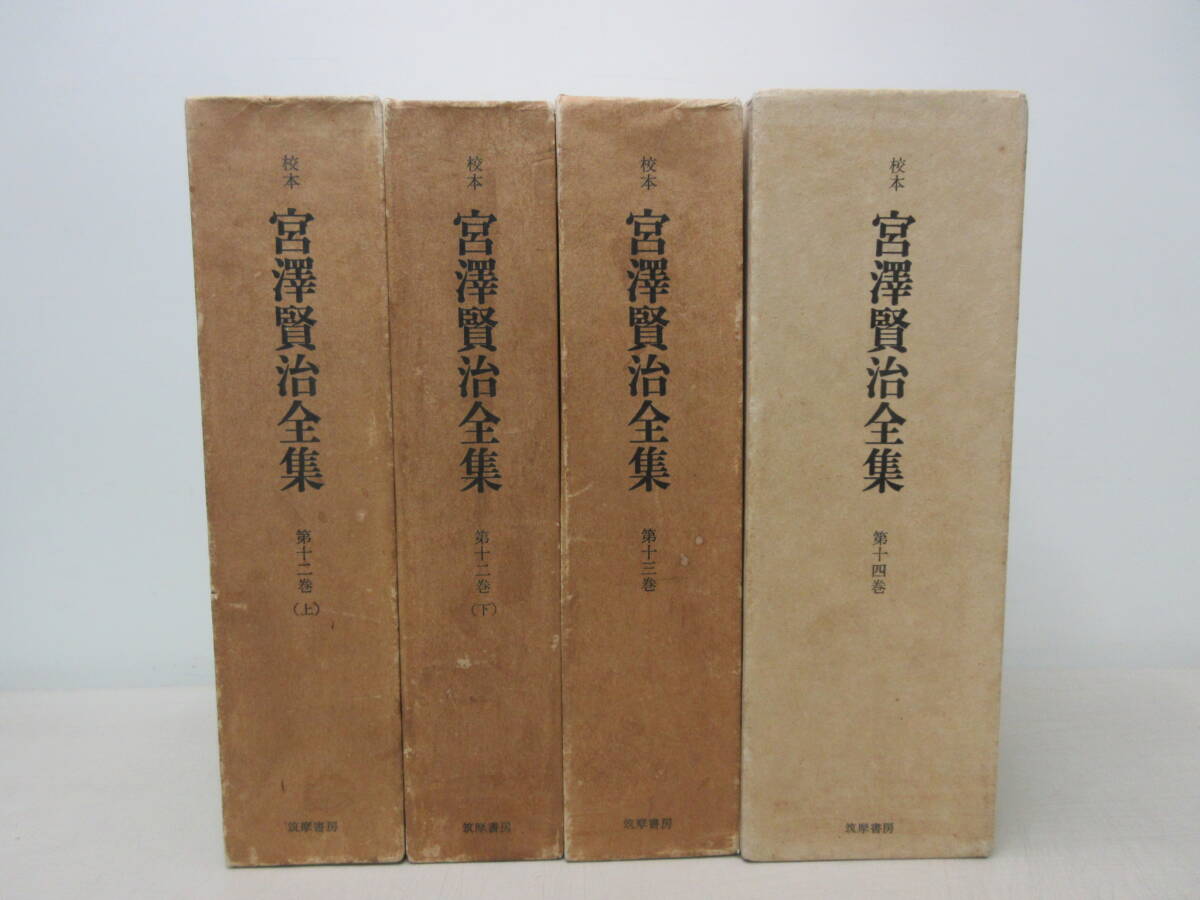 校本
宮澤賢治全集
第十二巻
(上)
筑摩書房
校本
宮澤賢治全集
第十二巻
(下)
筑摩書房
校本
宮澤賢治全集
第十三巻
筑摩書房
校本
宮澤賢治全集
第十四巻
筑摩書房